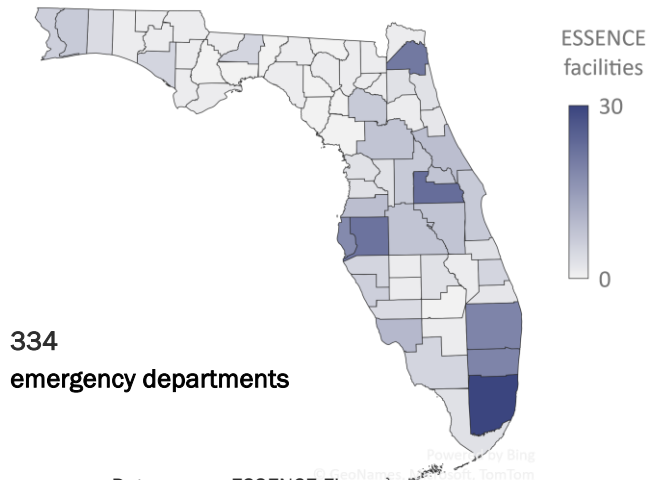 ESSENCE
facilities
30
0
334
emergency departments
Powered by Bing
© GeoNames, Microsoft, TomTom